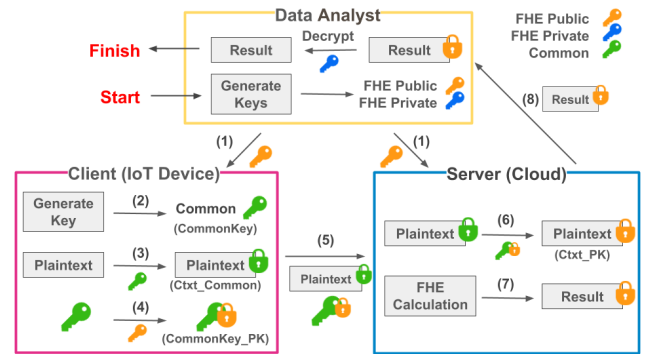 Data Analyst
Finish
Result
Decrypt
Result
FHE Public
FHE Private
Common
Start
Generate
Keys
FHE Public
FHE Private
(8)
Result
(1)
(1)
Client (IoT Device)
Generate
Key
(2)
Common
(CommonKey)
Plaintext
(3)
Plaintext
(Ctxt_Common)
(4)
(CommonKey_PK)
(5)
Plaintext
Server (Cloud)
Plaintext
(6)
Plaintext
(Ctxt_PK)
FHE
Calculation
(7)
Result